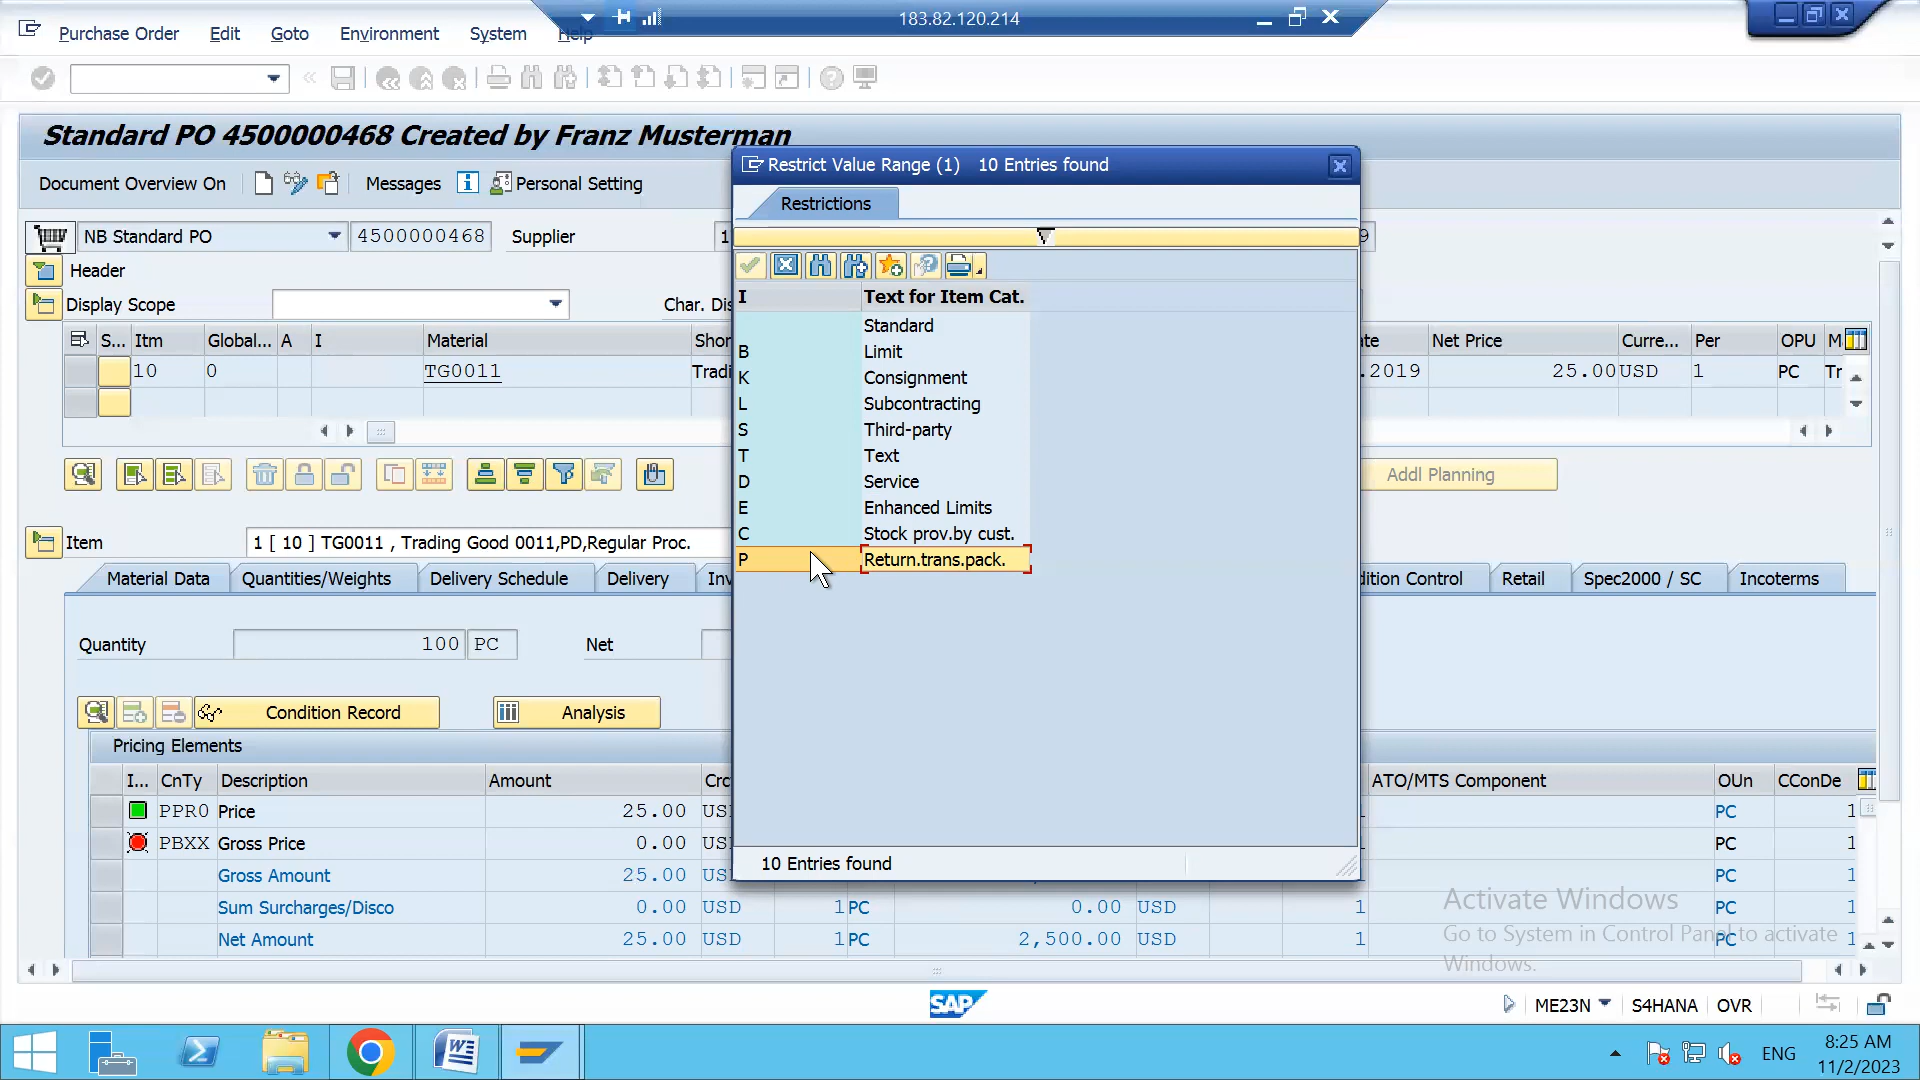 183.82.120.214
Purchase Order Edit Goto Environment System Help
Standard PO 4500000468 Created by Franz Musterman
Document Overview On Messages Personal Setting
NB Standard PO 4500000468 Supplier 1 9
Header
Display Scope Char. Dis
S... Itm Global... A I Material Shor ate Net Price Curre... Per OPU M
10 0 TG0011 Tradi .2019 25.00 USD 1 PC Tr
Addl Planning
Item 1 [ 10 ] TG0011 , Trading Good 0011,PD,Regular Proc.
Material Data Quantities/Weights Delivery Schedule Delivery Inv dition Control Retail Spec2000 / SC Incoterms
Quantity 100 PC Net
Condition Record Analysis
Pricing Elements
I... CnTy Description Amount Crc ATO/MTS Component OUn CConDe
PPR0 Price 25.00 US PC 1
PBXX Gross Price 0.00 US PC 1
Gross Amount 25.00 US PC 1
Sum Surcharges/Disco 0.00 USD 1 PC 0.00 USD 1 PC 1
Net Amount 25.00 USD 1 PC 2,500.00 USD 1 PC 1
Restrict Value Range (1) 10 Entries found
Restrictions
I Text for Item Cat.
Standard
B Limit
K Consignment
L Subcontracting
S Third-party
T Text
D Service
E Enhanced Limits
C Stock prov.by cust.
P Return.trans.pack.
10 Entries found
Activate Windows
Go to System in Control Panel to activate
Windows.
SAP
ME23N S4HANA OVR
ENG
8:25 AM
11/2/2023